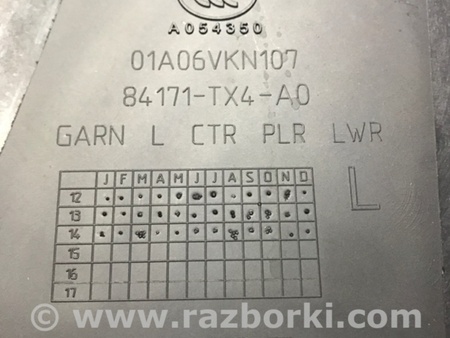 A054350
01A06VKN107
84171-TX4-A0
GARN L CTR PLR LWR
J F M A M J J A S O N D
12
13
14
15
16
17
L
© www.razborki.com